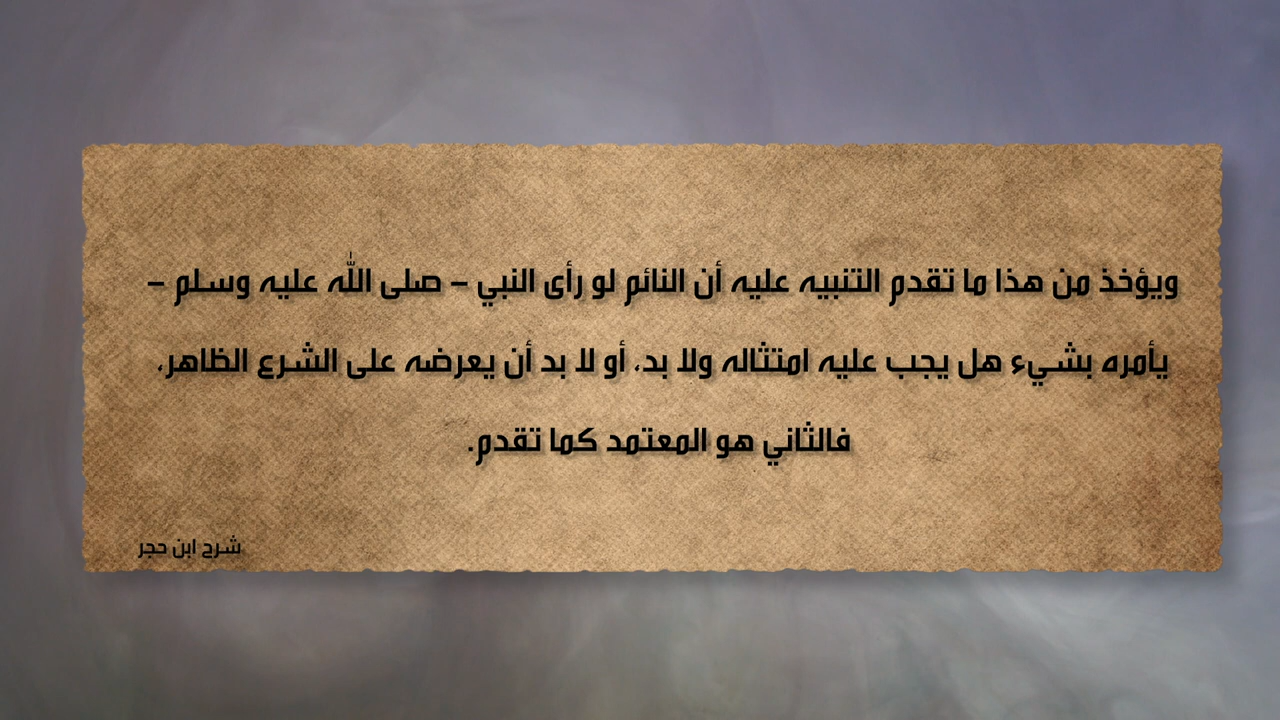 ويؤخذ من هذا ما تقدم التنبيه عليه أن النائم لو رأى النبي – صلى الله عليه وسلم –
يأمره بشيء هل يجب عليه امتثاله ولا بد، أو لا بد أن يعرضه على الشرع الظاهر،
فالثاني هو المعتمد كما تقدم.
شرح ابن حجر